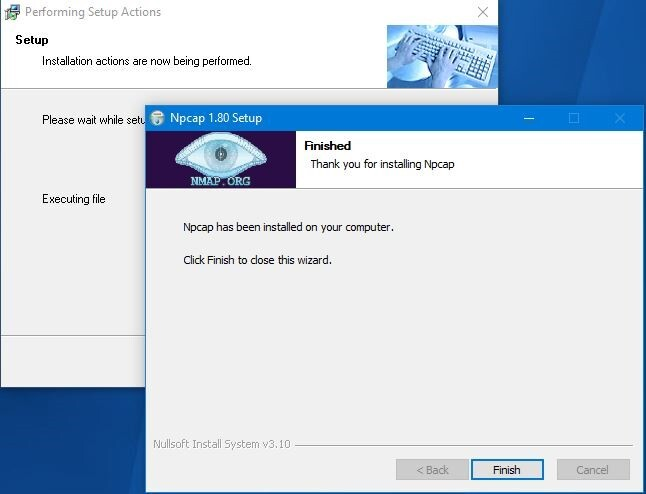 Performing Setup Actions
Setup
Installation actions are now being performed.
Please wait while setu
Executing file
Npcap 1.80 Setup
NMAP.ORG
Finished
Thank you for installing Npcap
Npcap has been installed on your computer.
Click Finish to close this wizard.
Nullsoft Install System v3.10
< Back
Finish
Cancel